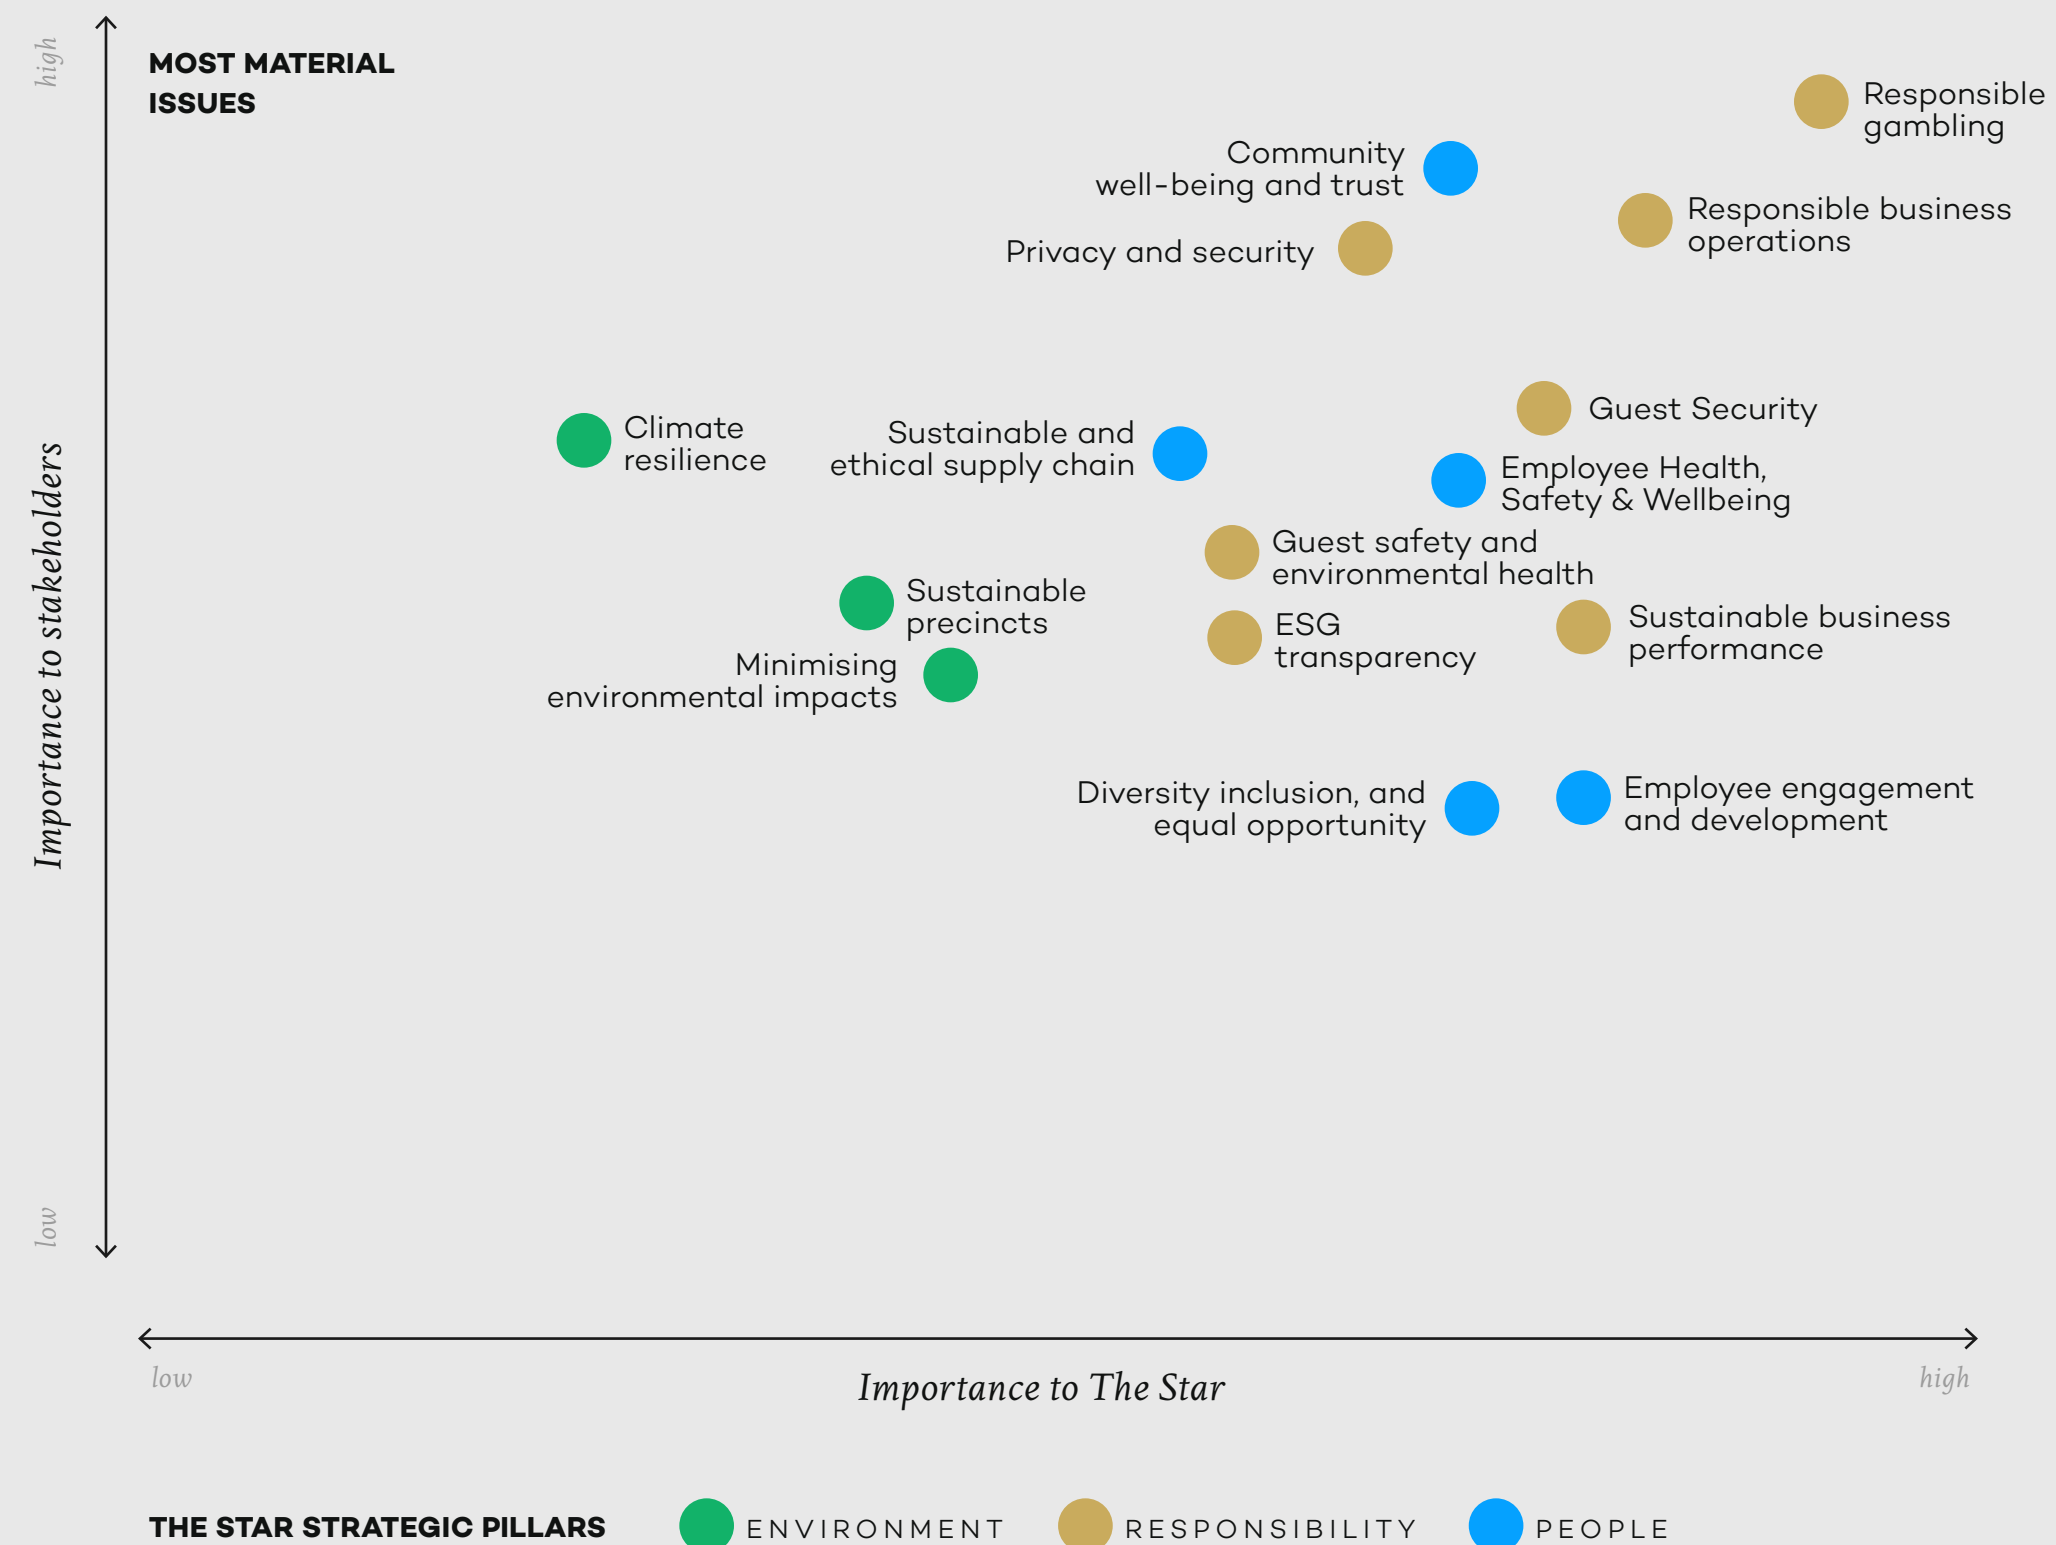 high
MOST MATERIAL
ISSUES
Responsible
gambling
Community
well-being and trust
Responsible business
operations
Privacy and security
Guest Security
Climate
resilience
Sustainable and
ethical supply chain
Employee Health,
Safety & Wellbeing
Guest safety and
environmental health
Sustainable
precincts
ESG
transparency
Sustainable business
performance
Minimising
environmental impacts
Diversity inclusion, and
equal opportunity
Employee engagement
and development
Importance to stakeholders
low
low
Importance to The Star
high
THE STAR STRATEGIC PILLARS
ENVIRONMENT
RESPONSIBILITY
PEOPLE